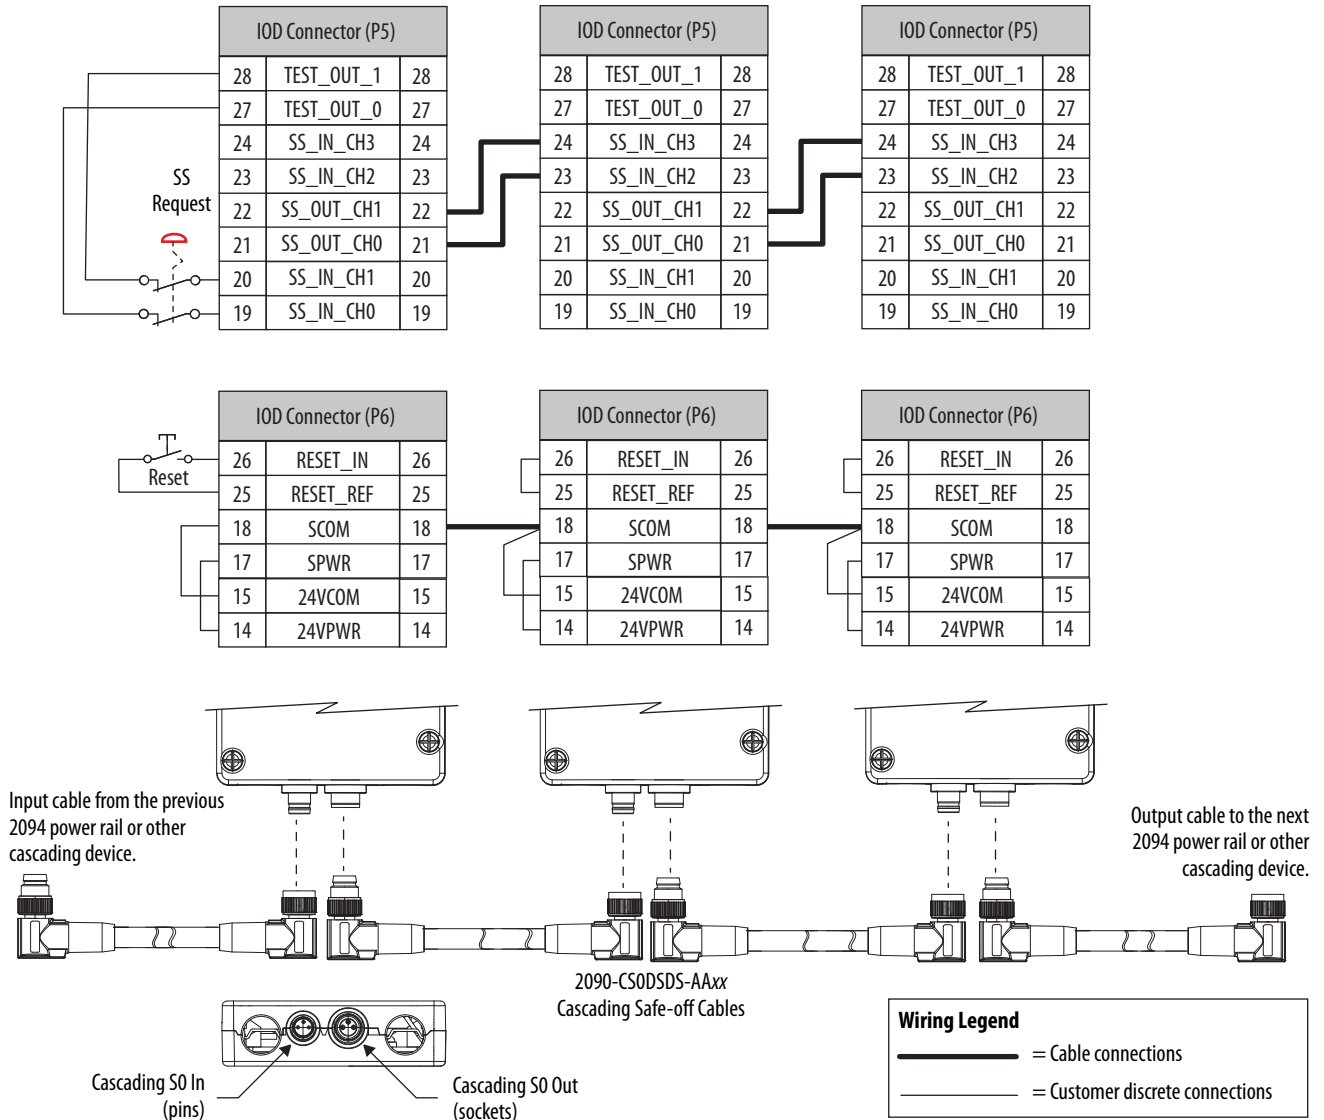 IOD Connector (P5)
28 TEST_OUT_1 28
27 TEST_OUT_0 27
24 SS_IN_CH3 24
23 SS_IN_CH2 23
22 SS_OUT_CH1 22
21 SS_OUT_CH0 21
20 SS_IN_CH1 20
19 SS_IN_CH0 19
SS
Request
IOD Connector (P5)
28 TEST_OUT_1 28
27 TEST_OUT_0 27
24 SS_IN_CH3 24
23 SS_IN_CH2 23
22 SS_OUT_CH1 22
21 SS_OUT_CH0 21
20 SS_IN_CH1 20
19 SS_IN_CH0 19
IOD Connector (P5)
28 TEST_OUT_1 28
27 TEST_OUT_0 27
24 SS_IN_CH3 24
23 SS_IN_CH2 23
22 SS_OUT_CH1 22
21 SS_OUT_CH0 21
20 SS_IN_CH1 20
19 SS_IN_CH0 19
IOD Connector (P6)
26 RESET_IN 26
25 RESET_REF 25
18 SCOM 18
17 SPWR 17
15 24VCOM 15
14 24VPWR 14
Reset
IOD Connector (P6)
26 RESET_IN 26
25 RESET_REF 25
18 SCOM 18
17 SPWR 17
15 24VCOM 15
14 24VPWR 14
IOD Connector (P6)
26 RESET_IN 26
25 RESET_REF 25
18 SCOM 18
17 SPWR 17
15 24VCOM 15
14 24VPWR 14
Input cable from the previous
2094 power rail or other
cascading device.
Output cable to the next
2094 power rail or other
cascading device.
2090-CS0DSDS-AAxx
Cascading Safe-off Cables
Cascading S0 In
(pins)
Cascading S0 Out
(sockets)
Wiring Legend
= Cable connections
= Customer discrete connections